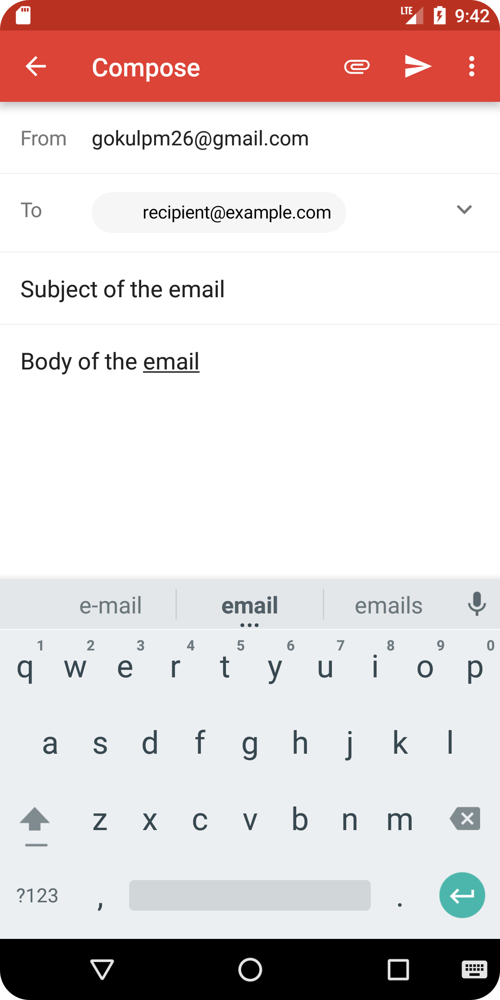 LTE 9:42
Compose
From gokulpm26@gmail.com
To recipient@example.com
Subject of the email
Body of the email
e-mail email emails
1 2 3 4 5 6 7 8 9 0
q w e r t y u i o p
a s d f g h j k l
z x c v b n m
?123 , .